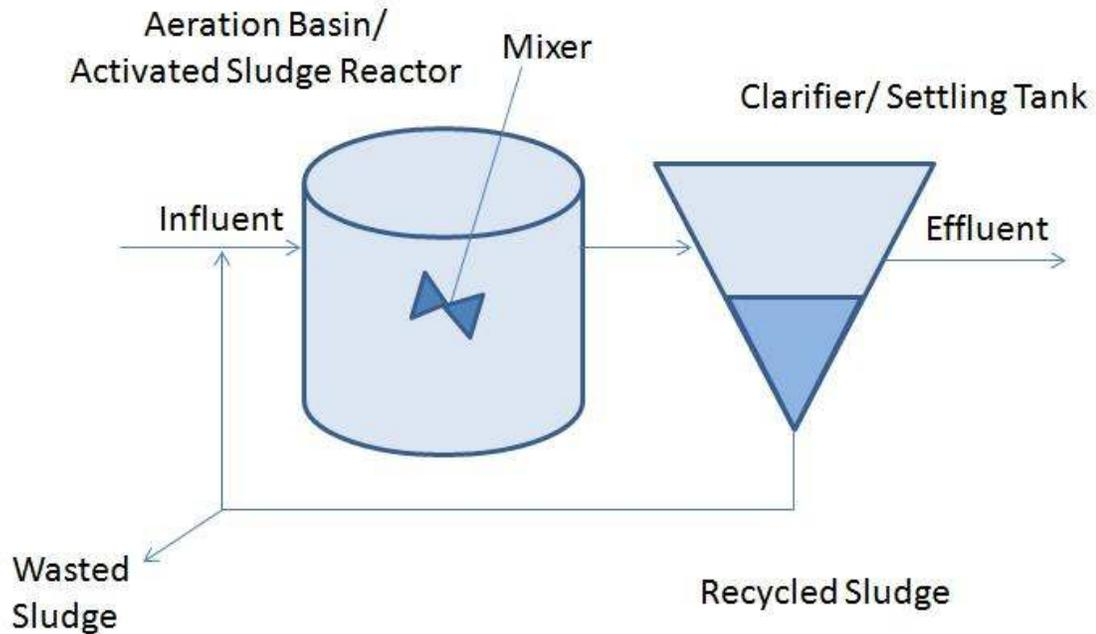 Aeration Basin/
Activated Sludge Reactor
Mixer
Clarifier/ Settling Tank
Influent
Effluent
Wasted
Sludge
Recycled Sludge